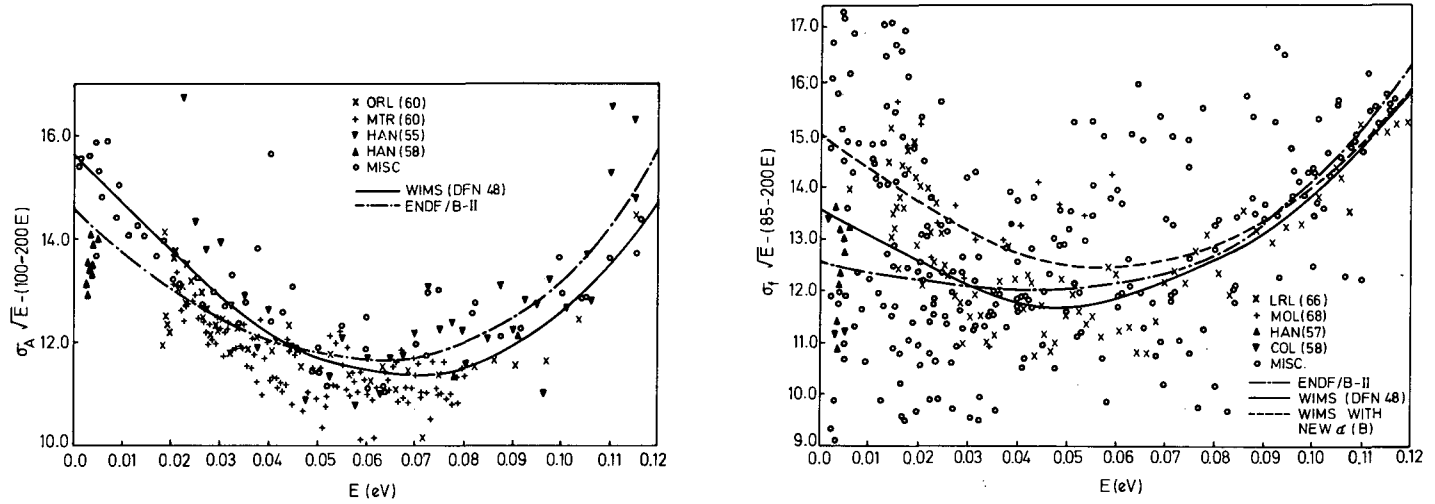 16.0
14.0
12.0
10.0
0.0 0.01 0.02 0.03 0.04 0.05 0.06 0.07 0.08 0.09 0.10 0.11 0.12
E (eV)
σA √E - (100-200E)
ORL (60)
MTR (60)
HAN (55)
HAN (58)
MISC
WIMS (DFN 48)
ENDF/B-II
17.0
16.0
15.0
14.0
13.0
12.0
11.0
10.0
9.0
0.0 0.01 0.02 0.03 0.04 0.05 0.06 0.07 0.08 0.09 0.10 0.11 0.12
E(eV)
σf √E - (85-200E)
LRL (66)
MOL(68)
HAN(57)
COL (58)
MISC.
ENDF/B-II
WIMS (DFN 48)
WIMS WITH
NEW α (B)